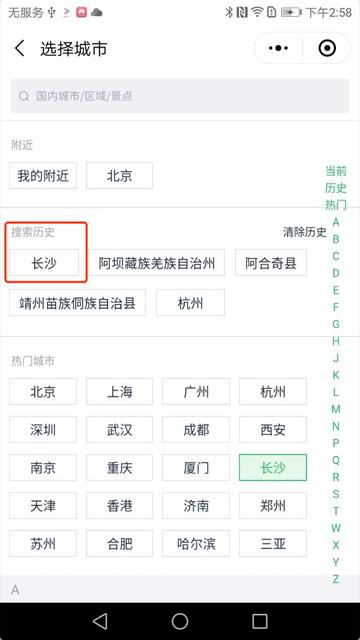 无服务 下午2:58
选择城市
国内城市/区域/景点
附近
我的附近 北京
当前
历史
热门
搜索历史 清除历史
长沙 阿坝藏族羌族自治州 阿合奇县
靖州苗族侗族自治县 杭州
热门城市
北京 上海 广州 杭州
深圳 武汉 成都 西安
南京 重庆 厦门 长沙
天津 香港 济南 郑州
苏州 合肥 哈尔滨 三亚
A
A
B
C
D
E
F
G
H
J
K
L
M
N
P
Q
R
S
T
W
X
Y
Z